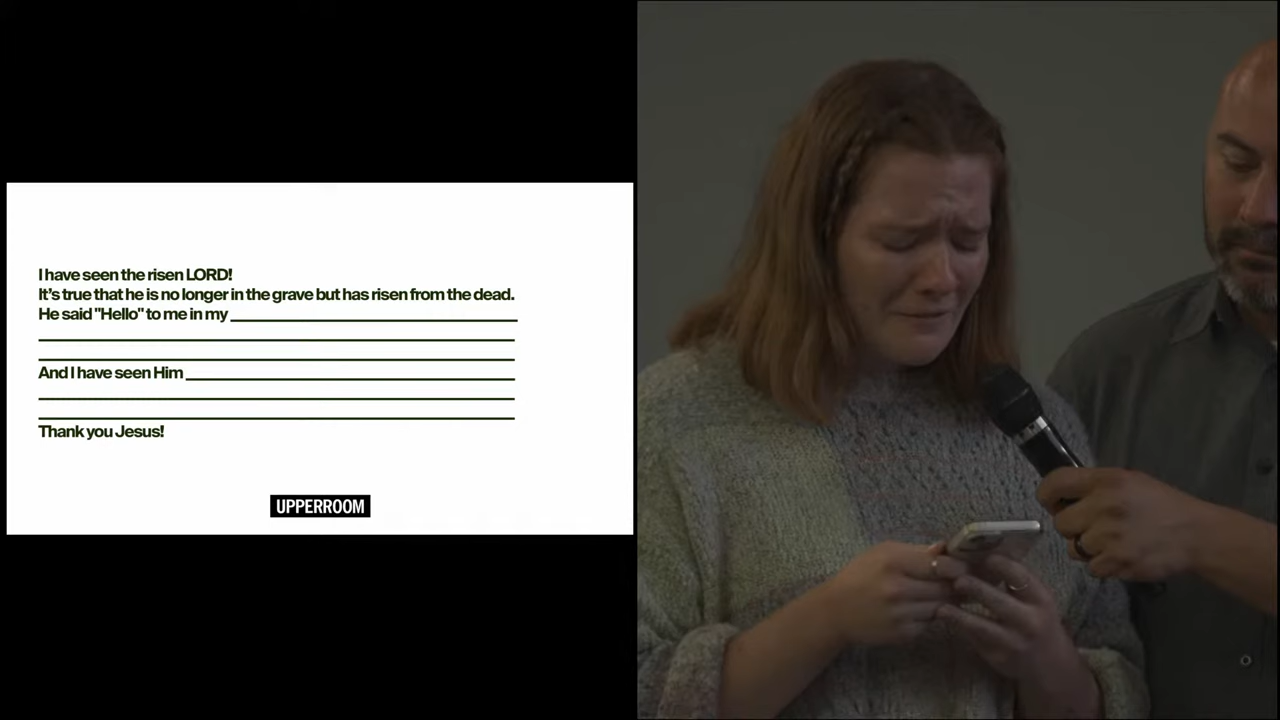 I have seen the risen LORD!
It's true that he is no longer in the grave but has risen from the dead.
He said "Hello" to me in my
And I have seen Him
Thank you Jesus!
UPPERROOM